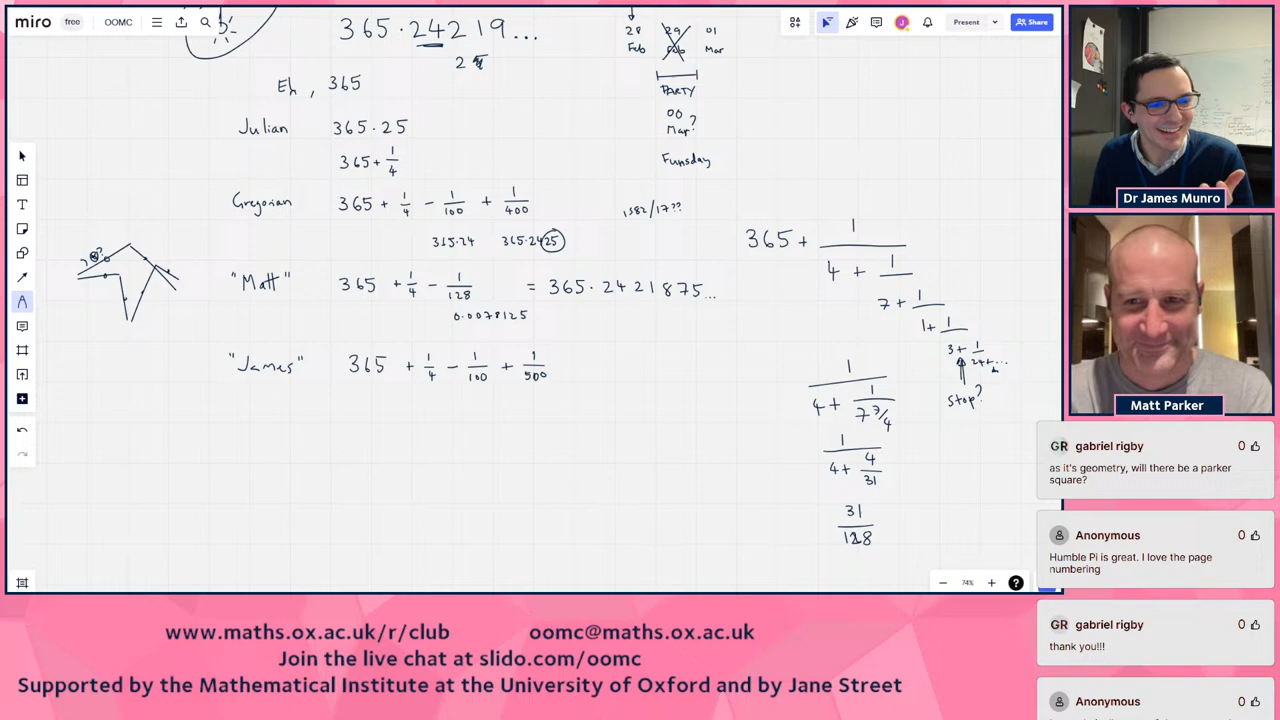 miro free OOMC Present Share
365.24219...
Eh, 365
Julian 365.25
365 + 1/4
Gregorian 365 + 1/4 - 1/100 + 1/400
365.24 365.2425
"Matt" 365 + 1/4 - 1/128 = 365.2421875...
0.0078125
"James" 365 + 1/4 - 1/100 + 1/500
28 Feb 29 Feb 01 Mar
PARTY
00 Mar?
Funsday
1582/17??
365 + 1
4 + 1
7 + 1
1 + 1
3 + 1
24+...
stop?
1
4 + 1
7 3/4
1
4 + 4
31
31
128
74%
Dr James Munro
Matt Parker
GR gabriel rigby 0
as it's geometry, will there be a parker
square?
Anonymous 0
Humble Pi is great. I love the page
numbering
GR gabriel rigby 0
thank you!!!
Anonymous 0
www.maths.ox.ac.uk/r/club oomc@maths.ox.ac.uk
Join the live chat at slido.com/oomc
Supported by the Mathematical Institute at the University of Oxford and by Jane Street